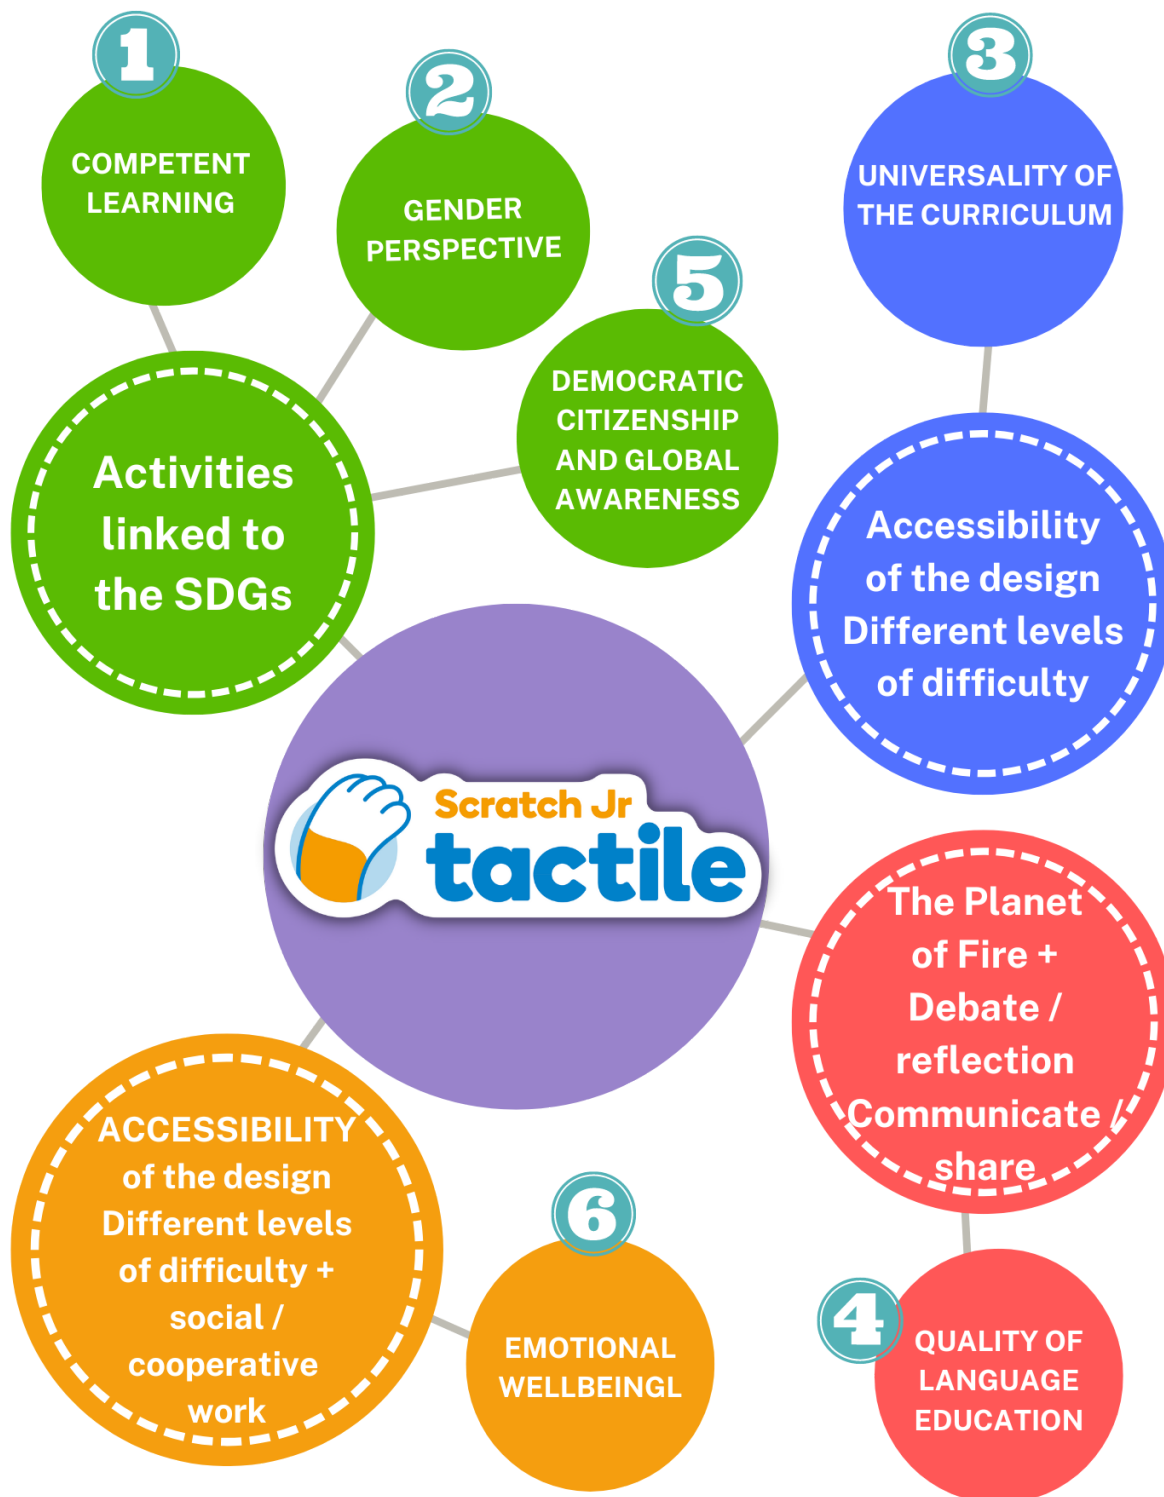 1
COMPETENT
LEARNING
2
GENDER
PERSPECTIVE
3
UNIVERSALITY OF
THE CURRICULUM
5
DEMOCRATIC
CITIZENSHIP
AND GLOBAL
AWARENESS
Activities
linked to
the SDGs
Accessibility
of the design
Different levels
of difficulty
Scratch Jr
tactile
The Planet
of Fire +
Debate /
reflection
Communicate /
share
ACCESSIBILITY
of the design
Different levels
of difficulty +
social /
cooperative
work
6
EMOTIONAL
WELLBEINGL
4
QUALITY OF
LANGUAGE
EDUCATION